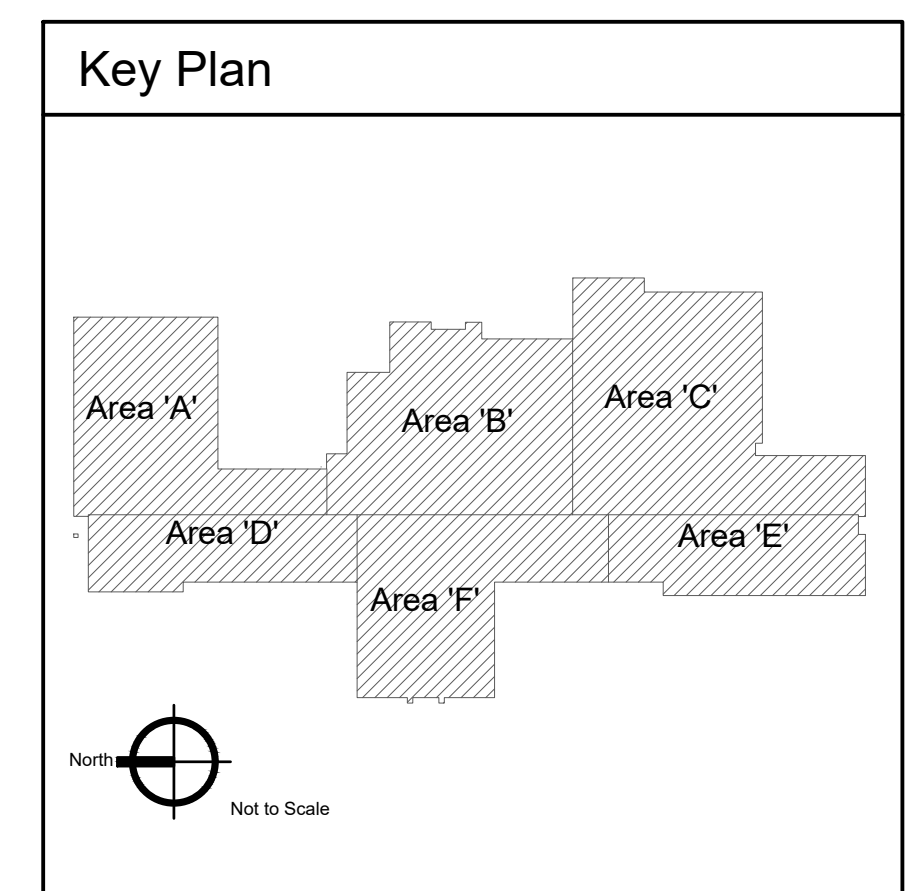 Key Plan
Area 'A'
Area 'B'
Area 'C'
Area 'D'
Area 'E'
Area 'F'
North
Not to Scale